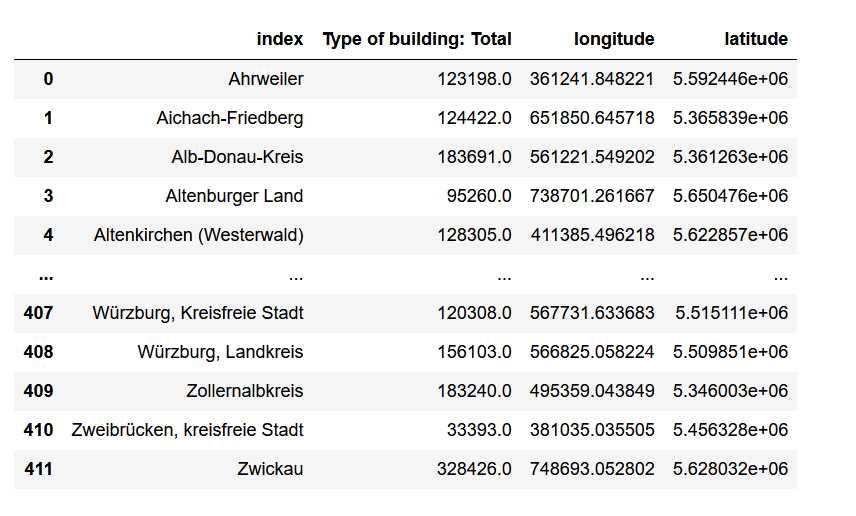 index Type of building: Total longitude latitude
0 Ahrweiler 123198.0 361241.848221 5.592446e+06
1 Aichach-Friedberg 124422.0 651850.645718 5.365839e+06
2 Alb-Donau-Kreis 183691.0 561221.549202 5.361263e+06
3 Altenburger Land 95260.0 738701.261667 5.650476e+06
4 Altenkirchen (Westerwald) 128305.0 411385.496218 5.622857e+06
... ... ... ... ...
407 Würzburg, Kreisfreie Stadt 120308.0 567731.633683 5.515111e+06
408 Würzburg, Landkreis 156103.0 566825.058224 5.509851e+06
409 Zollernalbkreis 183240.0 495359.043849 5.346003e+06
410 Zweibrücken, kreisfreie Stadt 33393.0 381035.035505 5.456328e+06
411 Zwickau 328426.0 748693.052802 5.628032e+06